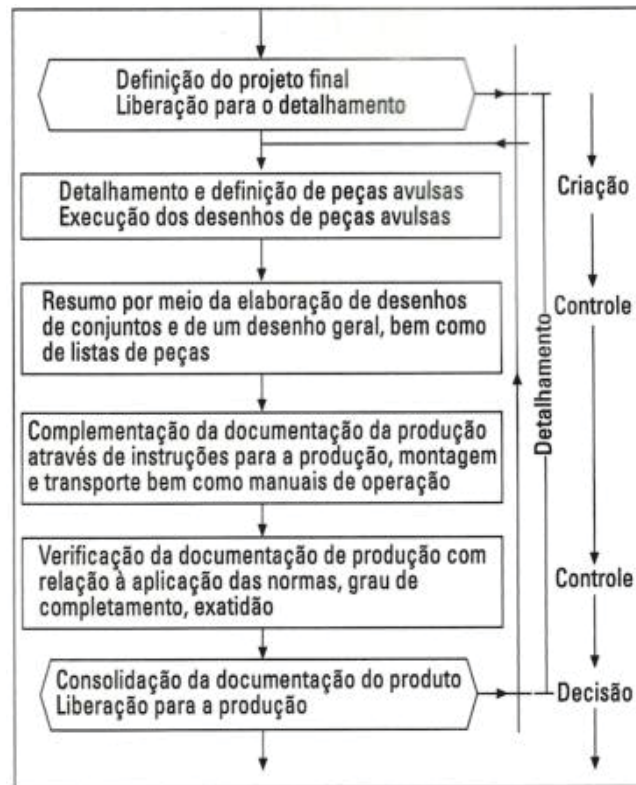 Definição do projeto final
Liberação para o detalhamento
Detalhamento e definição de peças avulsas
Execução dos desenhos de peças avulsas
Resumo por meio da elaboração de desenhos
de conjuntos e de um desenho geral, bem como
de listas de peças
Complementação da documentação da produção
através de instruções para a produção, montagem
e transporte bem como manuais de operação
Verificação da documentação de produção com
relação à aplicação das normas, grau de
completamento, exatidão
Consolidação da documentação do produto
Liberação para a produção
Detalhamento
Criação
Controle
Controle
Decisão